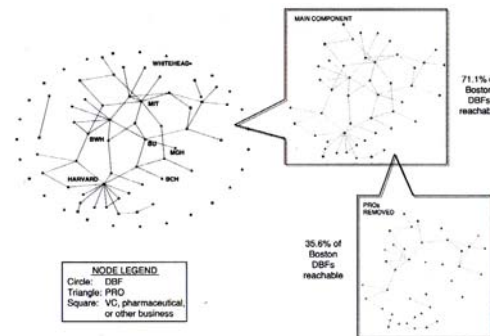 WHITEHEAD
MIT
BWH
BU
MGH
HARVARD
BCH
NODE LEGEND
Circle: DBF
Triangle: PRO
Square: VC, pharmaceutical,
or other business
MAIN COMPONENT
71.1% o
Boston
DBFs
reachable
PROs
REMOVED
35.6% of
Boston
DBFs
reachable